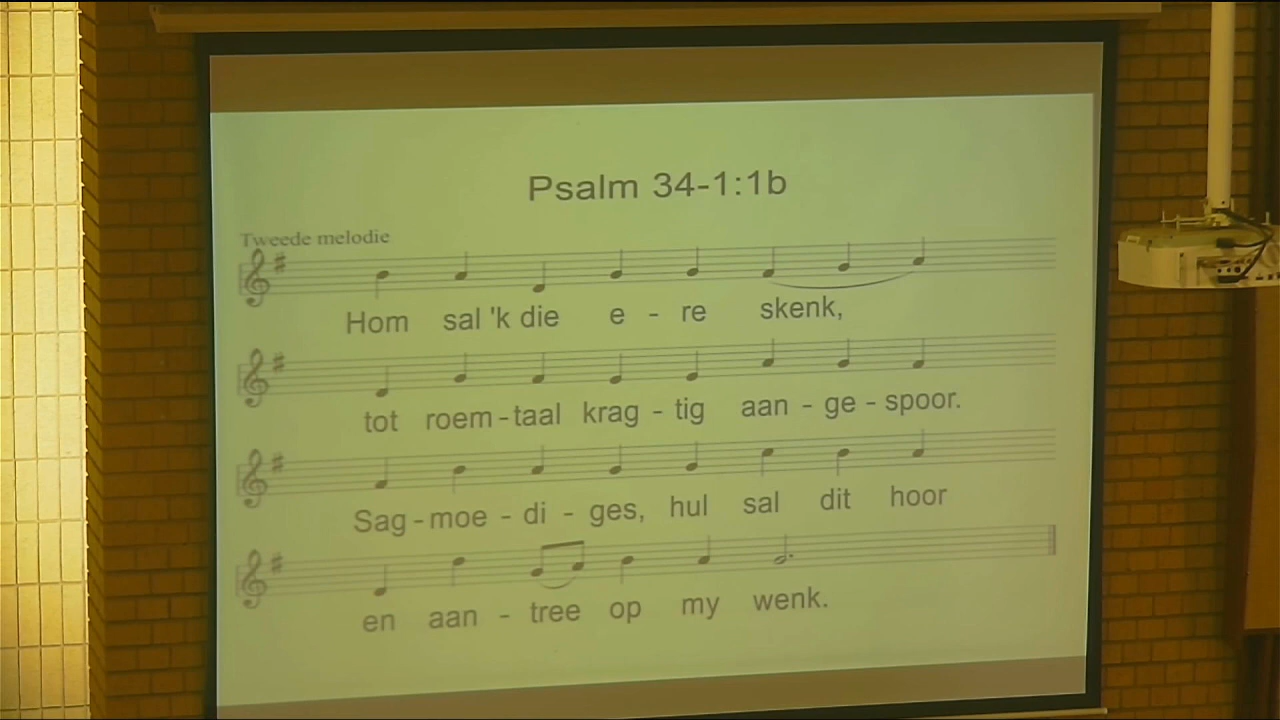 Psalm 34-1:1b
Tweede melodie
Hom sal 'k die e - re skenk,
tot roem - taal krag - tig aan - ge - spoor.
Sag - moe - di - ges, hul sal dit hoor
en aan - tree op my wenk.